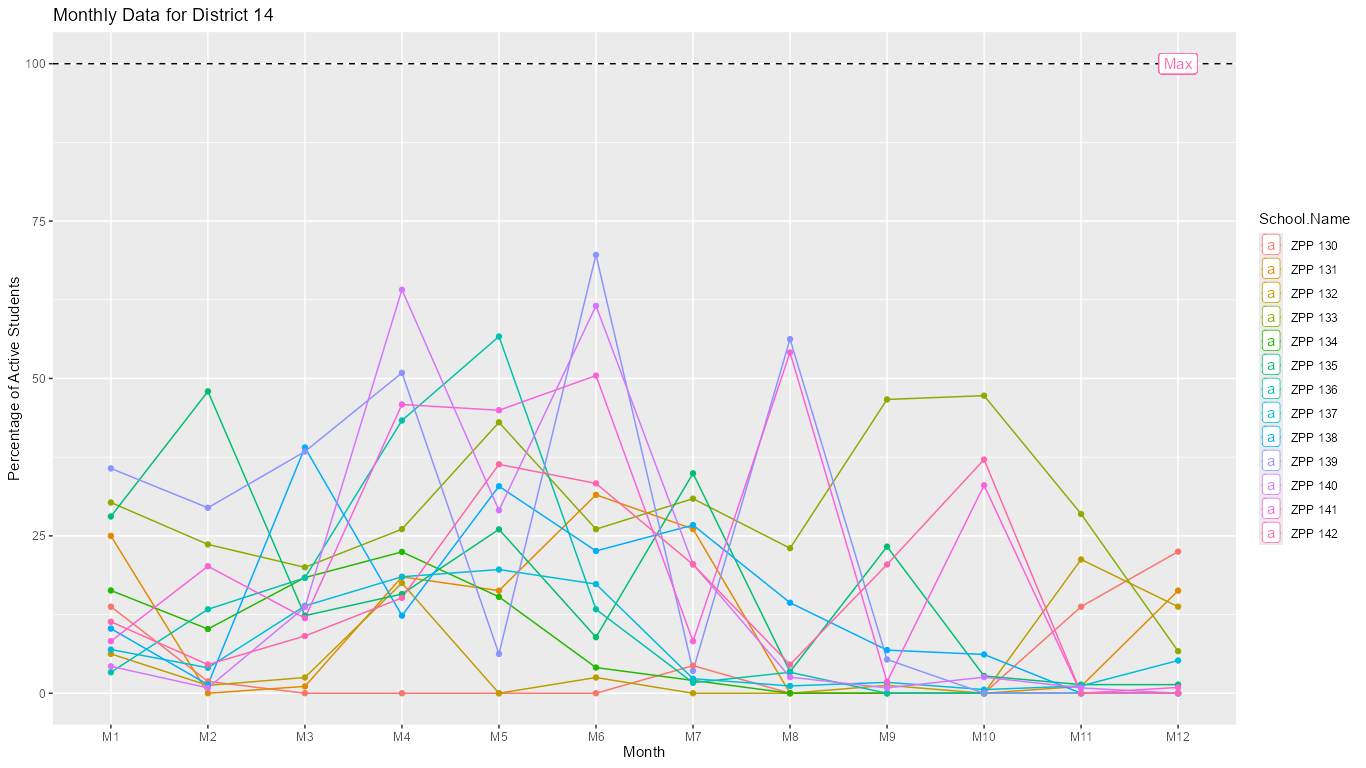 Monthly Data for District 14
Percentage of Active Students
100
75
50
25
0
Max
M1 M2 M3 M4 M5 M6 M7 M8 M9 M10 M11 M12
Month
School.Name
a ZPP 130
a ZPP 131
a ZPP 132
a ZPP 133
a ZPP 134
a ZPP 135
a ZPP 136
a ZPP 137
a ZPP 138
a ZPP 139
a ZPP 140
a ZPP 141
a ZPP 142